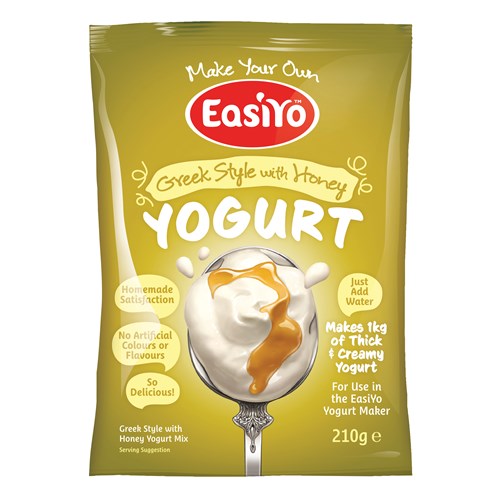 Make Your Own
EasiYo™
Greek Style with Honey
YOGURT
Homemade
Satisfaction
No Artificial
Colours or
Flavours
So
Delicious!
Just
Add
Water
Makes 1kg
of Thick
& Creamy
Yogurt
For Use in
the EasiYo
Yogurt Maker
Greek Style with
Honey Yogurt Mix
Serving Suggestion
210g e